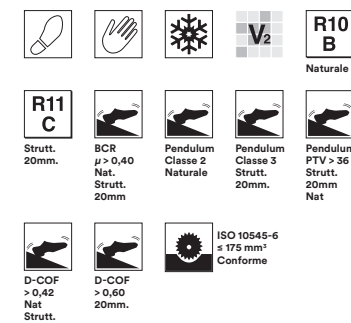 V2
R10
B
Naturale
R11
C
Strutt.
20mm.
BCR
μ > 0,40
Nat.
Strutt.
20mm
Pendulum
Classe 2
Naturale
Pendulum
Classe 3
Strutt.
20mm.
Pendulum
PTV > 36
Strutt.
20mm
Nat
D-COF
> 0,42
Nat
Strutt.
D-COF
> 0,60
20mm.
ISO 10545-6
≤ 175 mm³
Conforme